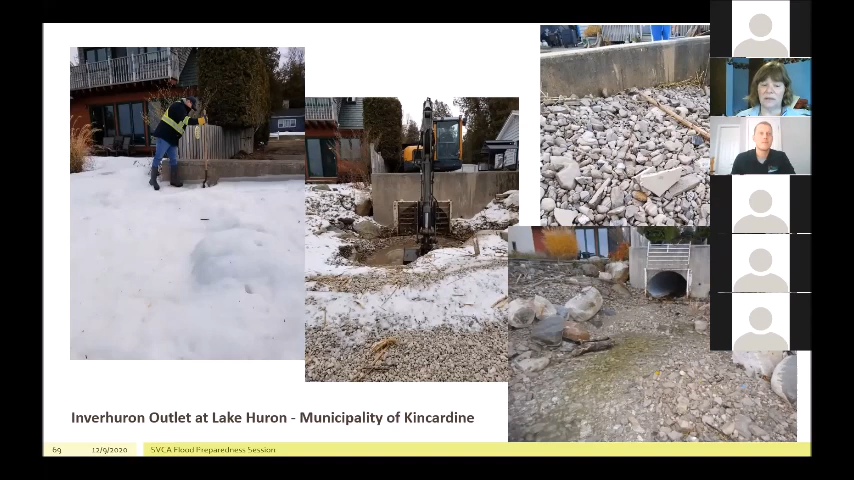 Inverhuron Outlet at Lake Huron - Municipality of Kincardine
69 12/9/2020 SVCA Flood Preparedness Session